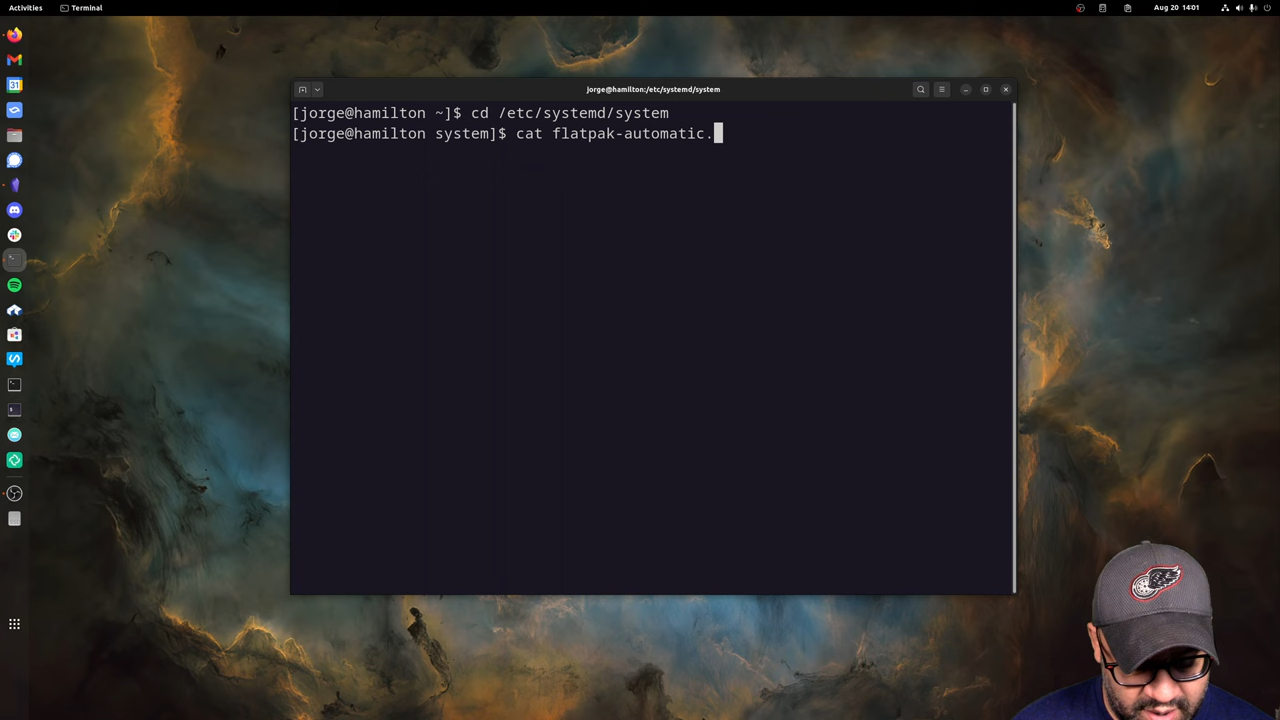 Activities
Terminal
Aug 20 14:01
31
jorge@hamilton:/etc/systemd/system
[jorge@hamilton ~]$ cd /etc/systemd/system
[jorge@hamilton system]$ cat flatpak-automatic.